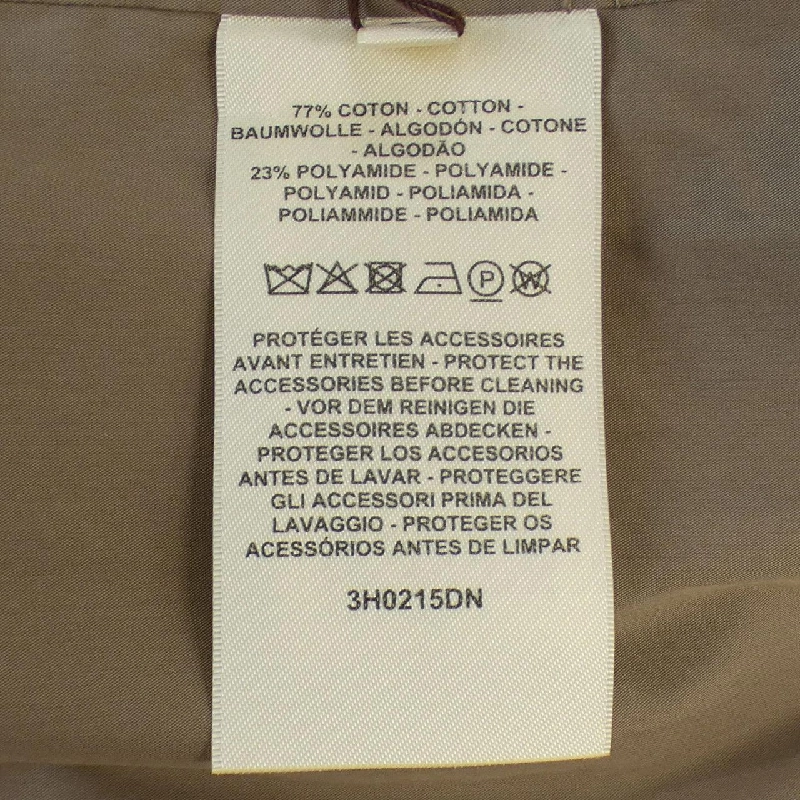 77% COTON - COTTON -
BAUMWOLLE - ALGODÓN - COTONE
- ALGODÃO
23% POLYAMIDE - POLYAMIDE -
POLYAMID - POLIAMIDA -
POLIAMMIDE - POLIAMIDA
P W
PROTÉGER LES ACCESSOIRES
AVANT ENTRETIEN - PROTECT THE
ACCESSORIES BEFORE CLEANING
- VOR DEM REINIGEN DIE
ACCESSOIRES ABDECKEN -
PROTEGER LOS ACCESORIOS
ANTES DE LAVAR - PROTEGGERE
GLI ACCESSORI PRIMA DEL
LAVAGGIO - PROTEGER OS
ACESSÓRIOS ANTES DE LIMPAR
3H0215DN